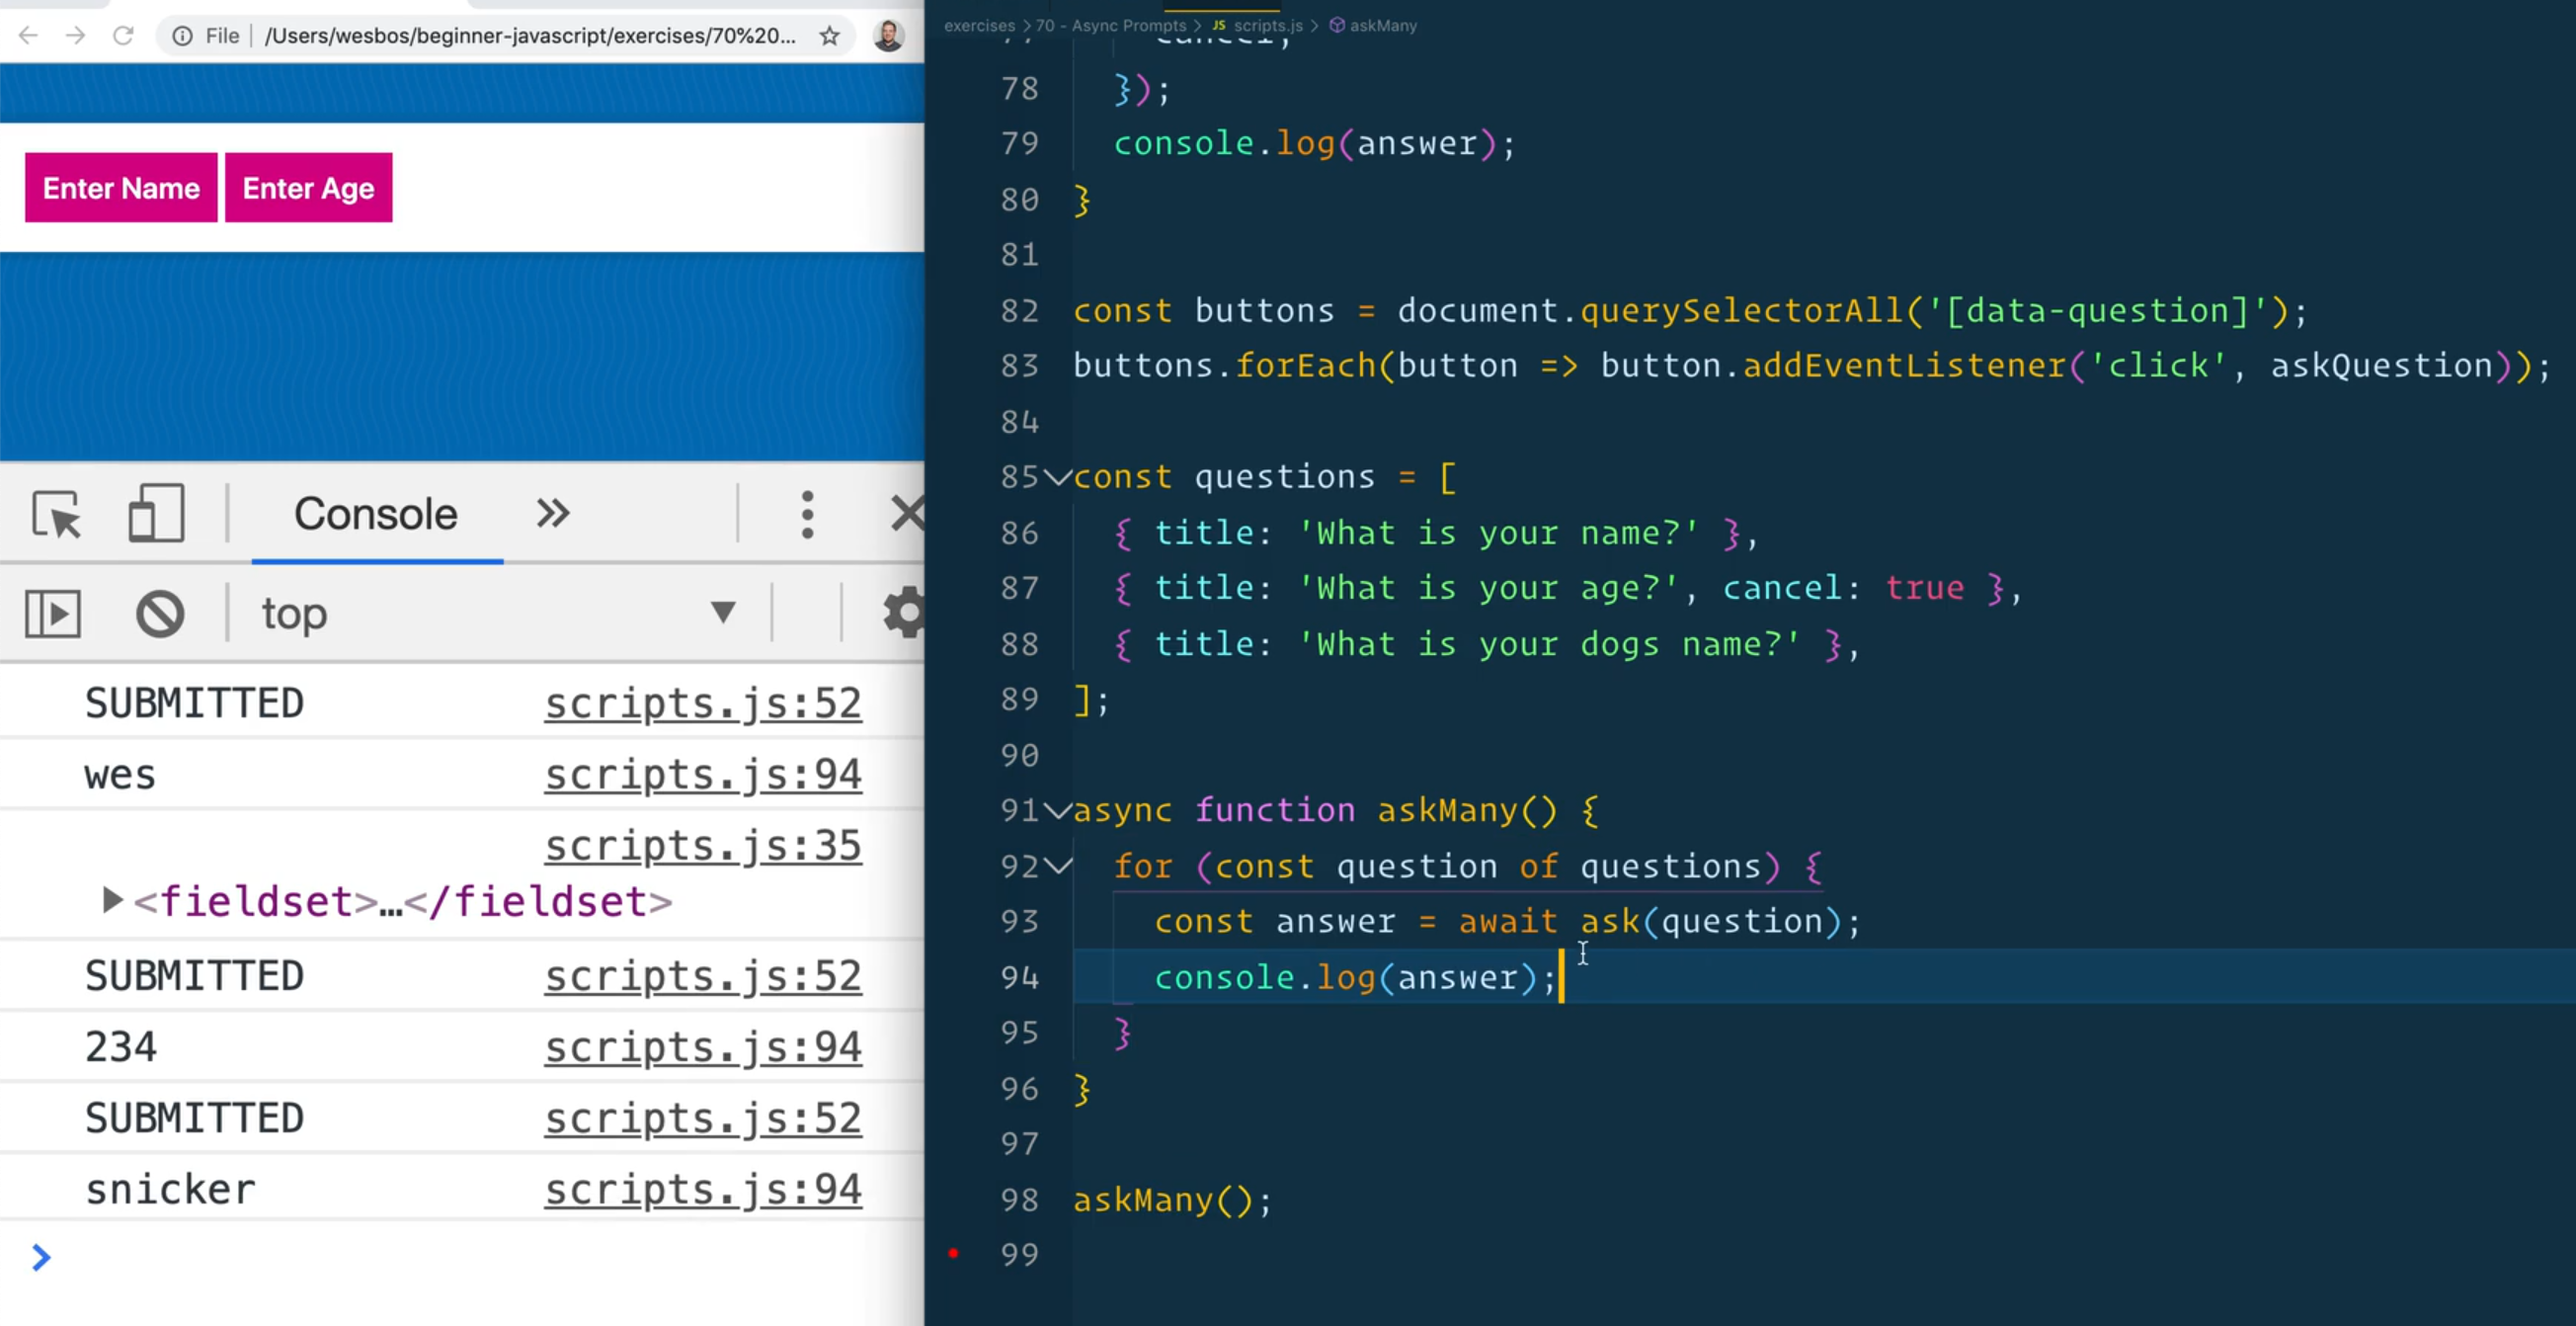 File /Users/wesbos/beginner-javascript/exercises/70%20...
Enter Name Enter Age
Console
top
SUBMITTED scripts.js:52
wes scripts.js:94
scripts.js:35
<fieldset>…</fieldset>
SUBMITTED scripts.js:52
234 scripts.js:94
SUBMITTED scripts.js:52
snicker scripts.js:94
exercises > 70 - Async Prompts > JS scripts.js > askMany
cancel,
78 });
79 console.log(answer);
80 }
81
82 const buttons = document.querySelectorAll('[data-question]');
83 buttons.forEach(button => button.addEventListener('click', askQuestion));
84
85 const questions = [
86 { title: 'What is your name?' },
87 { title: 'What is your age?', cancel: true },
88 { title: 'What is your dogs name?' },
89 ];
90
91 async function askMany() {
92 for (const question of questions) {
93 const answer = await ask(question);
94 console.log(answer);
95 }
96 }
97
98 askMany();
99